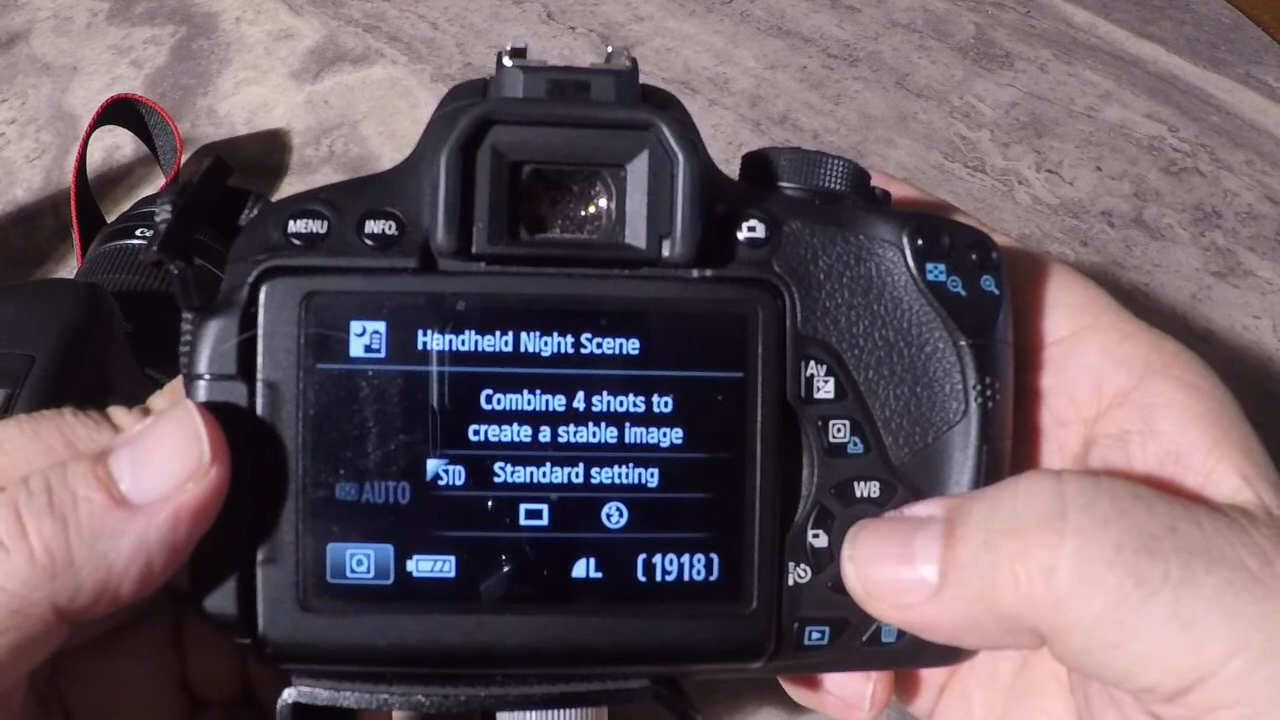 MENU
INFO.
Handheld Night Scene
Combine 4 shots to
create a stable image
STD Standard setting
AUTO
Q
L (1918)
Av
Q
WB